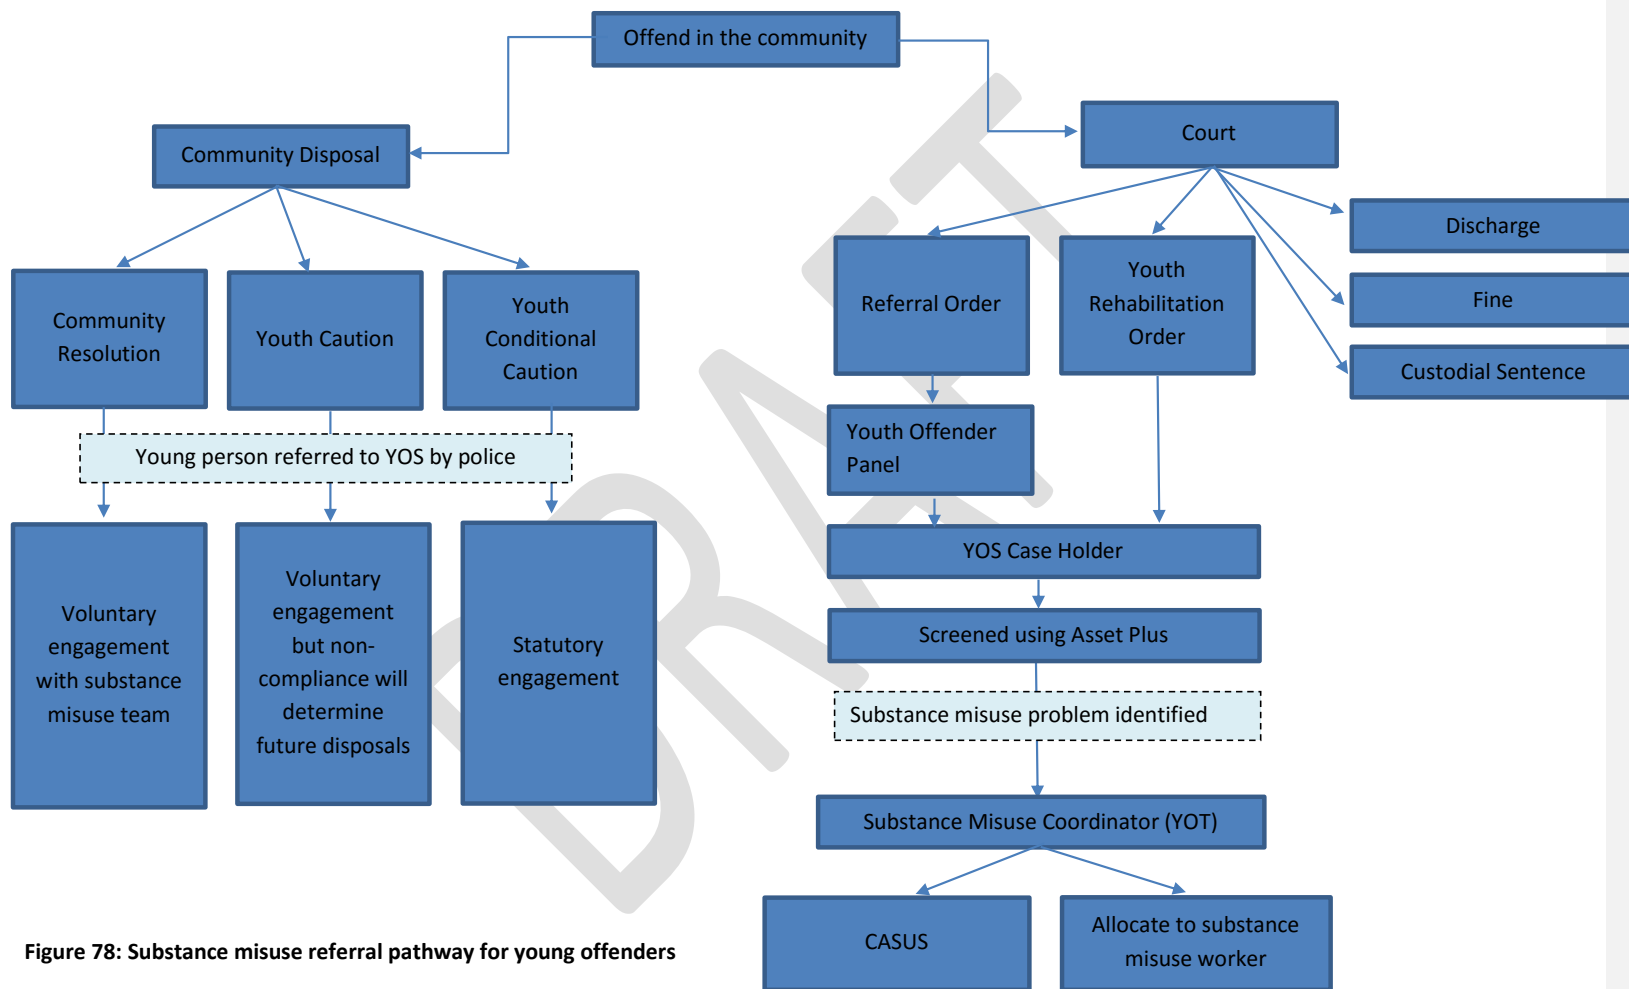 Offend in the community
Community Disposal
Court
Discharge
Fine
Custodial Sentence
Community
Resolution
Youth Caution
Youth
Conditional
Caution
Referral Order
Youth
Rehabilitation
Order
Young person referred to YOS by police
Youth Offender
Panel
Voluntary
engagement
with substance
misuse team
Voluntary
engagement
but non-
compliance will
determine
future disposals
Statutory
engagement
YOS Case Holder
Screened using Asset Plus
Substance misuse problem identified
Substance Misuse Coordinator (YOT)
CASUS
Allocate to substance
misuse worker
Figure 78: Substance misuse referral pathway for young offenders
DRAFT